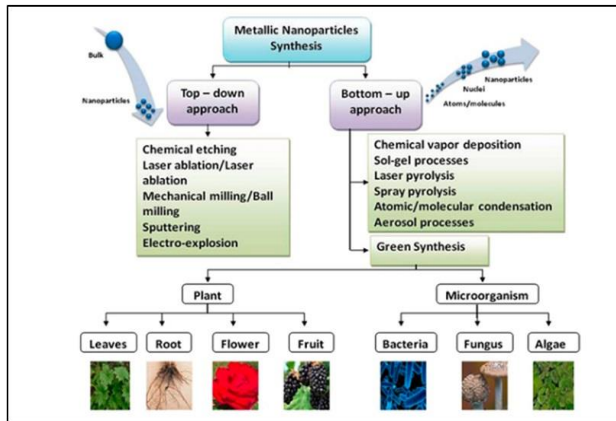 Metallic Nanoparticles
Synthesis
Bulk
Nanoparticles
Top – down
approach
Bottom – up
approach
Nanoparticles
Nuclei
Atoms/molecules
Chemical etching
Laser ablation/Laser
ablation
Mechanical milling/Ball
milling
Sputtering
Electro-explosion
Chemical vapor deposition
Sol-gel processes
Laser pyrolysis
Spray pyrolysis
Atomic/molecular condensation
Aerosol processes
Green Synthesis
Plant
Microorganism
Leaves
Root
Flower
Fruit
Bacteria
Fungus
Algae